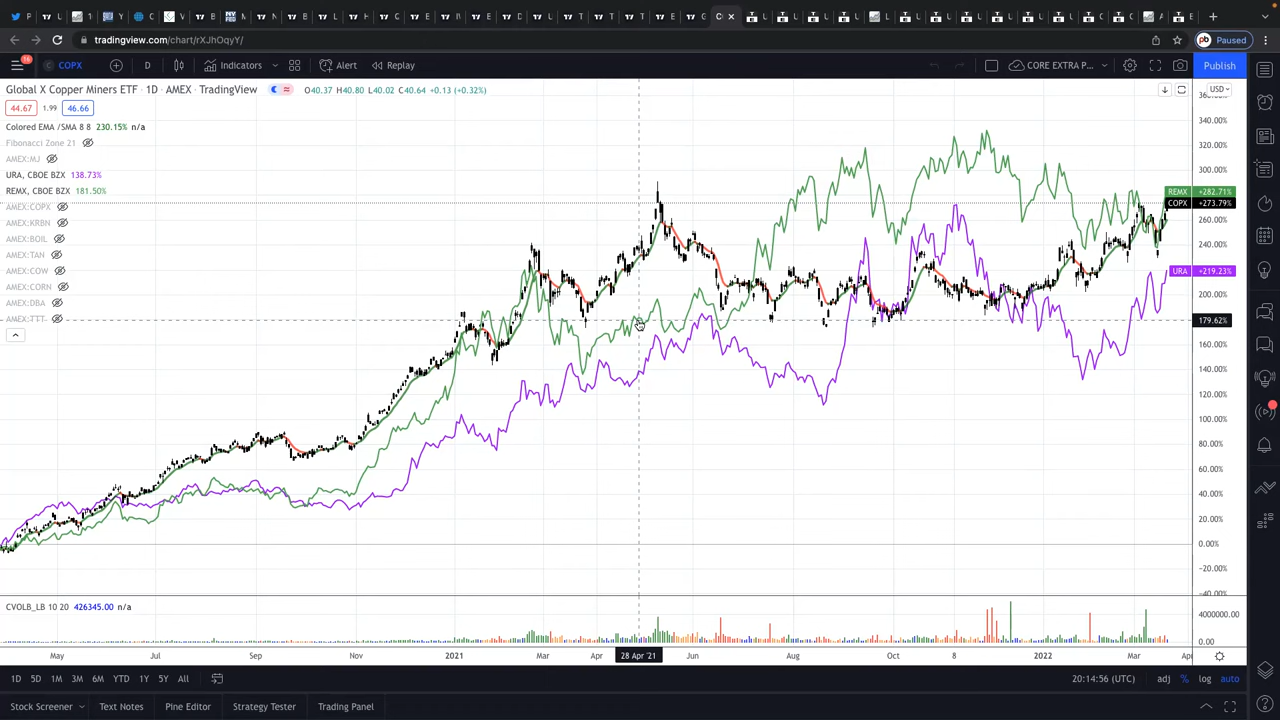 tradingview.com/chart/rXJhOqyY/
Paused
COPX
D
Indicators
Alert
Replay
CORE EXTRA P...
Publish
Global X Copper Miners ETF · 1D · AMEX · TradingView
O40.37 H40.80 L40.02 C40.64 +0.13 (+0.32%)
USD
44.67 1.99 46.66
Colored EMA /SMA 8 8 230.15% n/a
Fibonacci Zone 21
AMEX:MJ
URA, CBOE BZX 138.73%
REMX, CBOE BZX 181.50%
AMEX:COPX
AMEX:KRBN
AMEX:BOIL
AMEX:TAN
AMEX:COW
AMEX:CORN
AMEX:DBA
AMEX:TTT
340.00%
320.00%
300.00%
REMX +282.71%
COPX +273.79%
260.00%
240.00%
URA +219.23%
200.00%
179.62%
160.00%
140.00%
120.00%
100.00%
80.00%
60.00%
40.00%
20.00%
0.00%
-20.00%
-40.00%
CVOLB_LB 10 20 426345.00 n/a
4000000.00
0.00
May Jul Sep Nov 2021 Mar Apr 28 Apr '21 Jun Aug Oct 8 2022 Mar
1D 5D 1M 3M 6M YTD 1Y 5Y All
20:14:56 (UTC) adj % log auto
Stock Screener Text Notes Pine Editor Strategy Tester Trading Panel